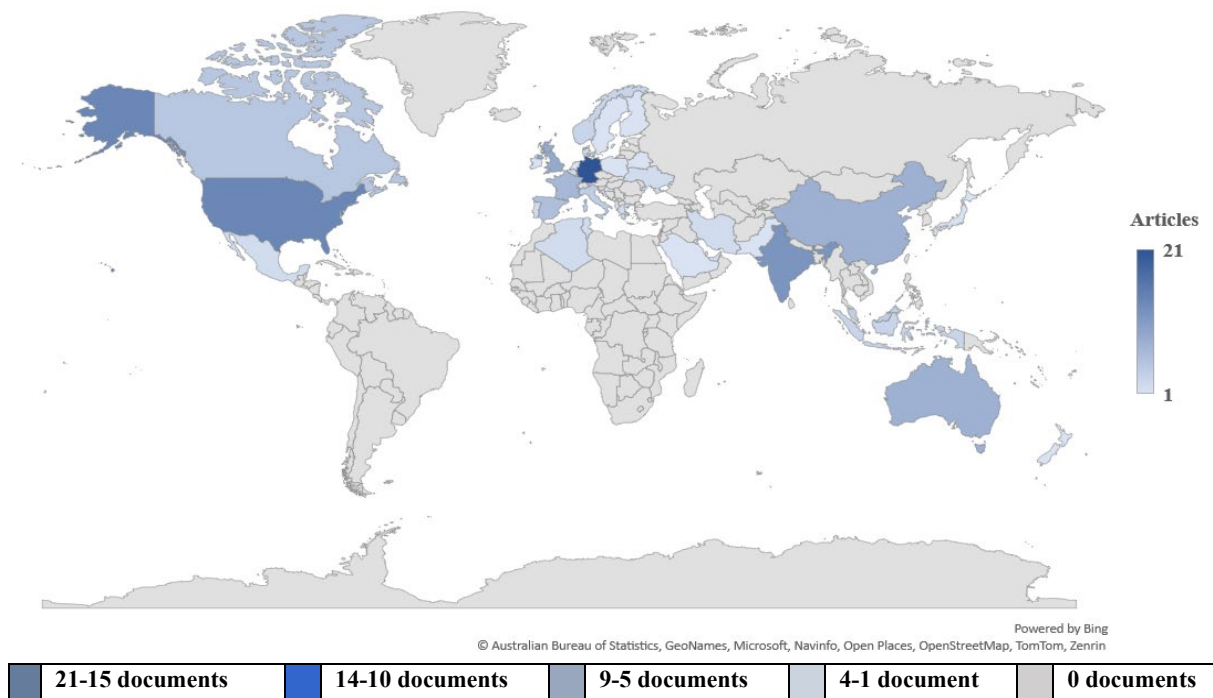 Articles
21
1
Powered by Bing
© Australian Bureau of Statistics, GeoNames, Microsoft, Navinfo, Open Places, OpenStreetMap, TomTom, Zenrin
21-15 documents 14-10 documents 9-5 documents 4-1 document 0 documents